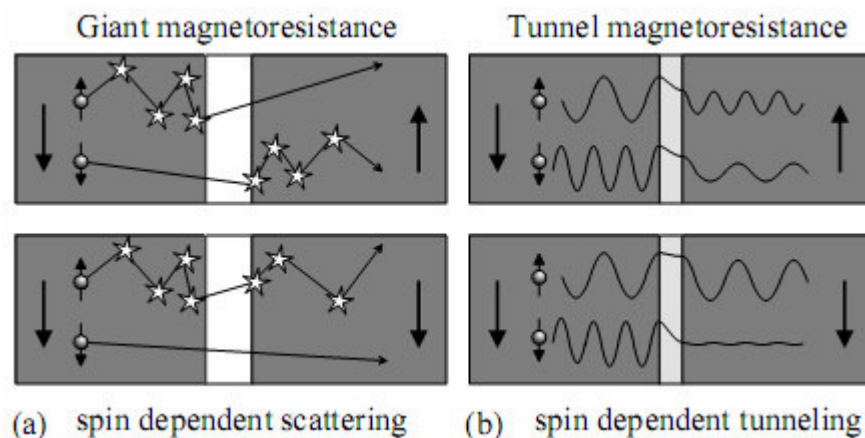 Giant magnetoresistance
Tunnel magnetoresistance
(a) spin dependent scattering
(b) spin dependent tunneling